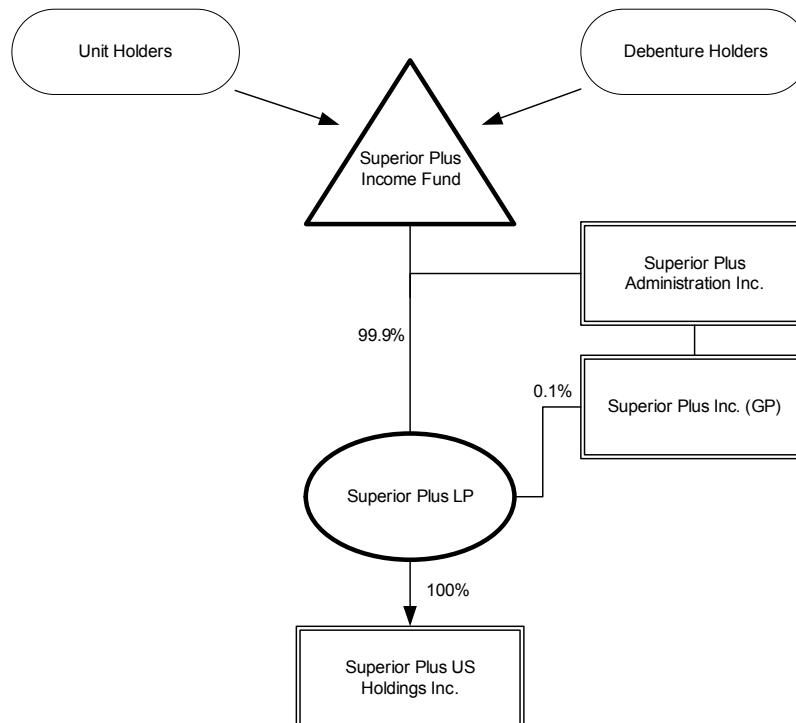 Unit Holders
Debenture Holders
Superior Plus
Income Fund
Superior Plus
Administration Inc.
99.9%
0.1%
Superior Plus Inc. (GP)
Superior Plus LP
100%
Superior Plus US
Holdings Inc.